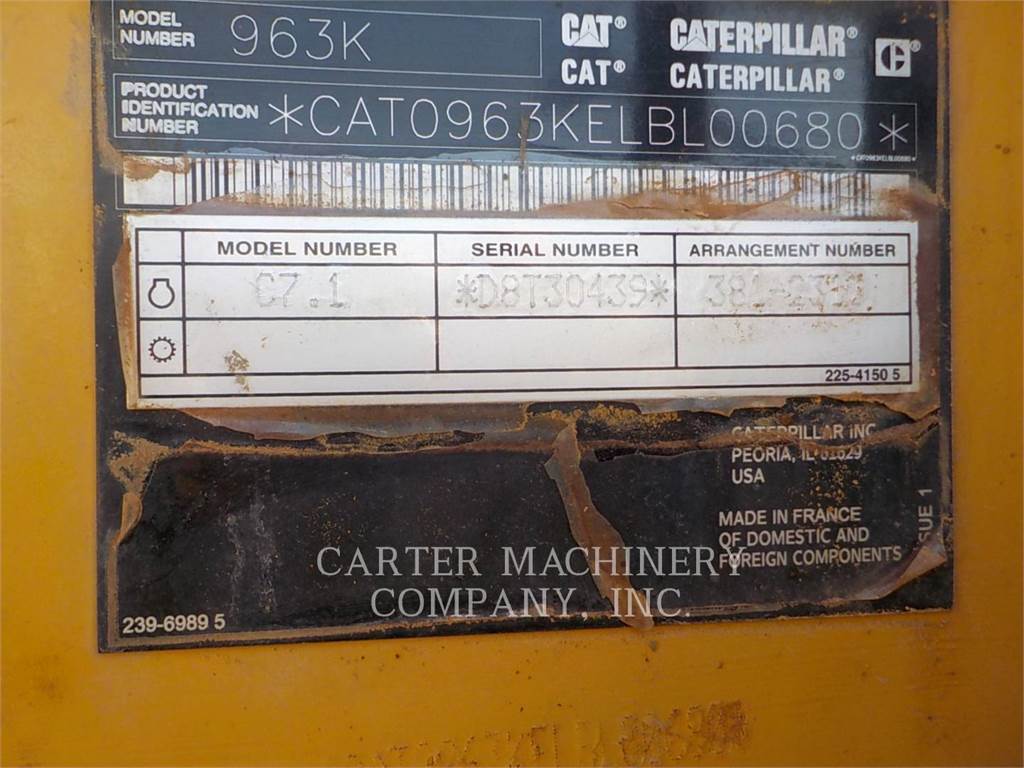 MODEL
NUMBER 963K
CAT® CATERPILLAR® ®
CAT® CATERPILLAR®
PRODUCT
IDENTIFICATION
NUMBER *CAT0963KELBL00680*
*CAT0963KELBL00680*
MODEL NUMBER SERIAL NUMBER ARRANGEMENT NUMBER
C7.1 *D8T30439*
225-4150 5
CATERPILLAR INC
PEORIA, IL 61629
USA
MADE IN FRANCE
OF DOMESTIC AND
FOREIGN COMPONENTS
CARTER MACHINERY
COMPANY, INC.
239-6989 5